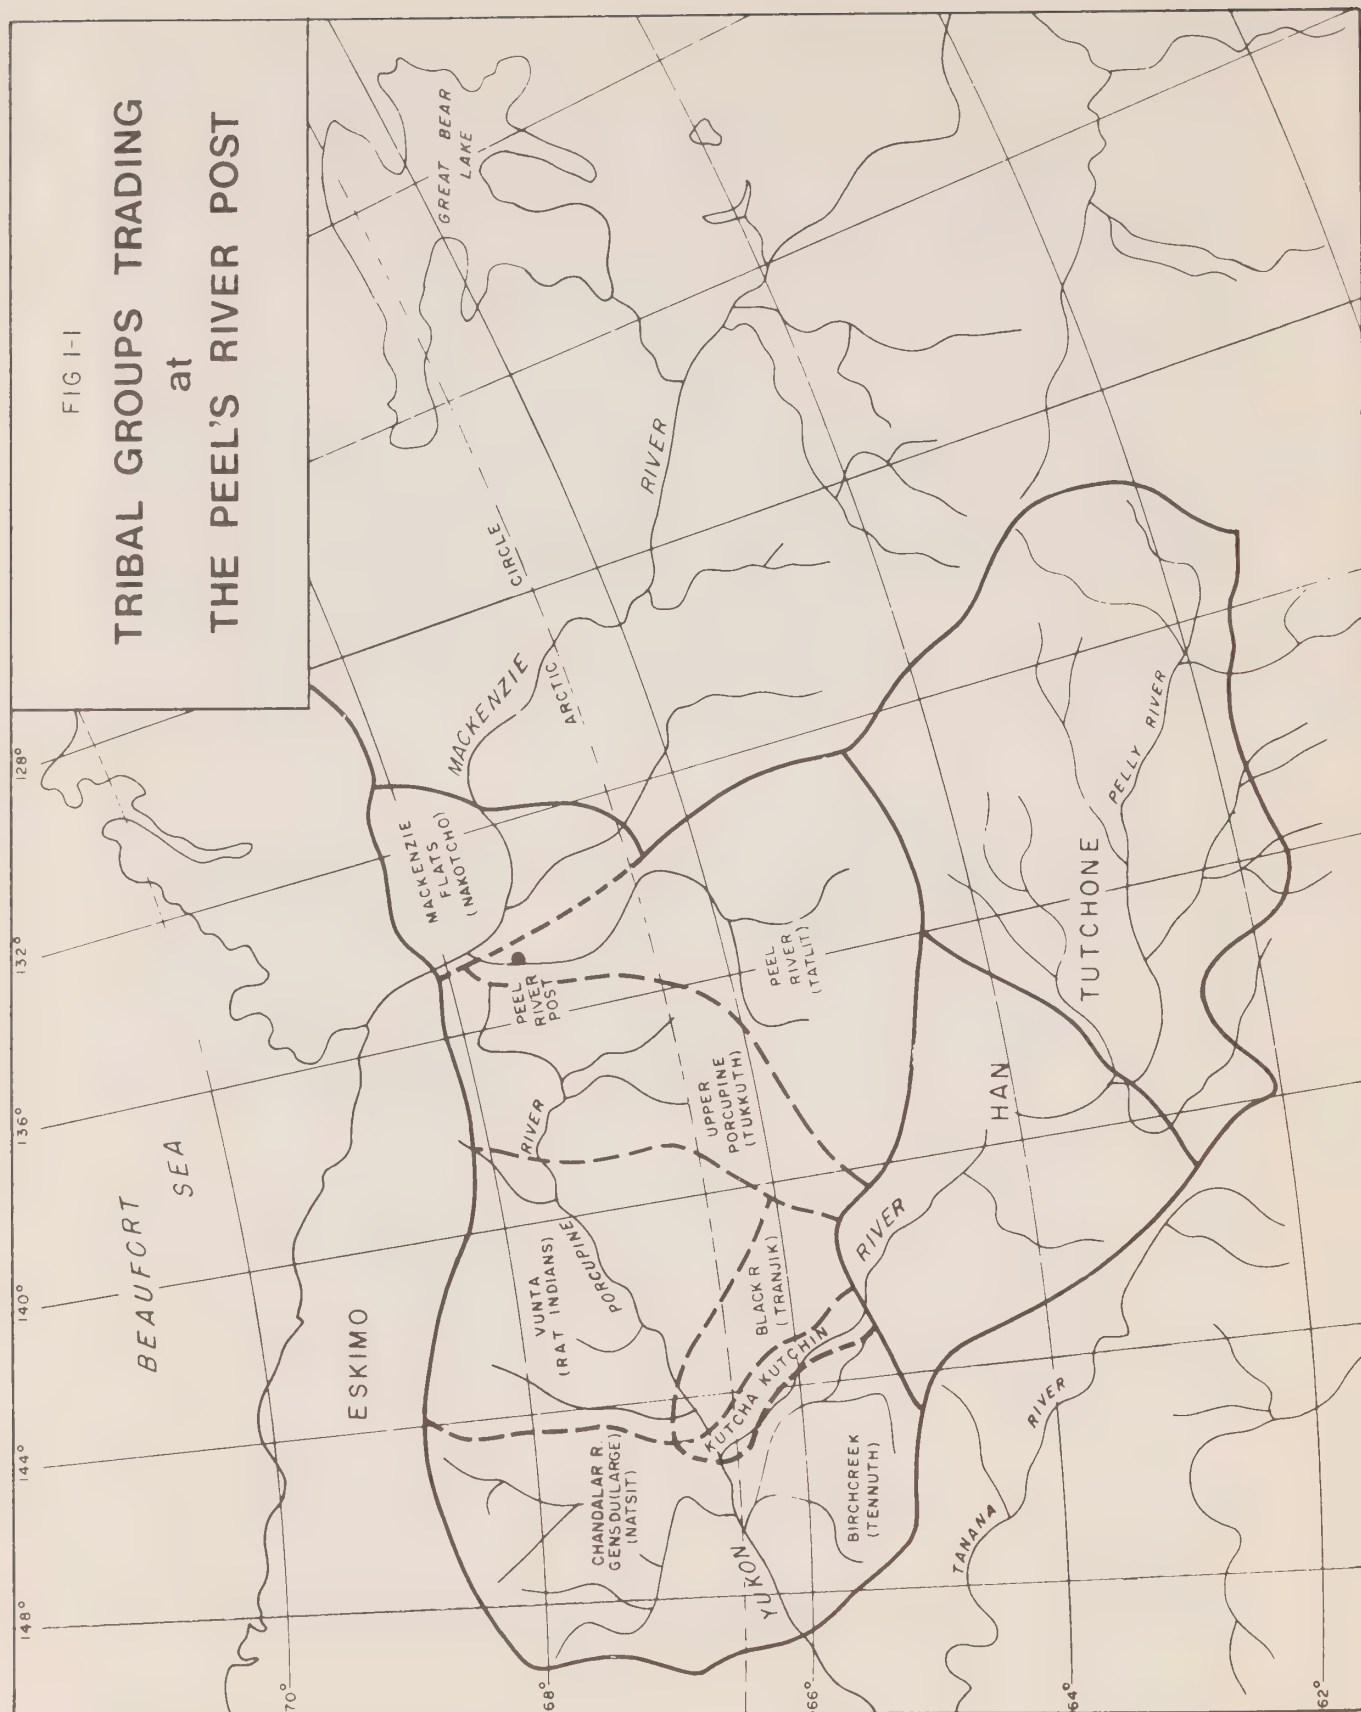 FIG 1-1
TRIBAL GROUPS TRADING
at
THE PEEL'S RIVER POST
128°
132°
136°
140°
144°
148°
70°
68°
66°
64°
62°
BEAUFCRT
SEA
ESKIMO
GREAT BEAR
LAKE
MACKENZIE
RIVER
ARCTIC
CIRCLE
MACKENZIE
FLATS
(NAKOTCHO)
PEEL
RIVER
POST
PEEL
RIVER
(TATLIT)
UPPER
PORCUPINE
(TUKKUTH)
PORCUPINE
RIVER
VUNTA
(RAT INDIANS)
BLACK R
(TRANJIK)
KUTCHA KUTCHIN
CHANDALAR R.
GENSDU(LARGE)
(NATSIT)
BIRCHCREEK
(TENNUTH)
YUKON
RIVER
HAN
TUTCHONE
PELLY RIVER
TANANA
RIVER